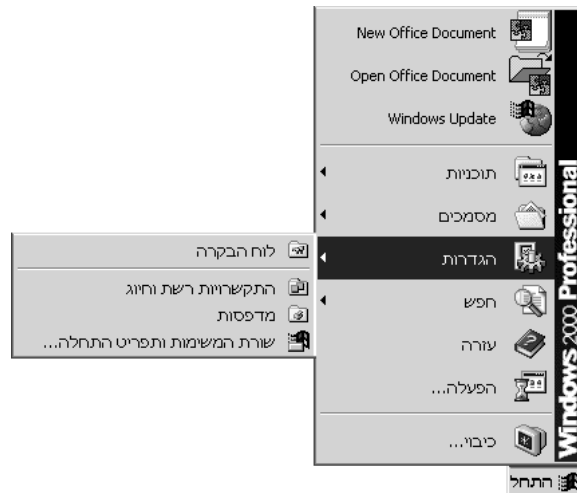 New Office Document
Open Office Document
Windows Update
תוכניות
מסמכים
הגדרות
חפש
עזרה
הפעלה...
כיבוי...
לוח הבקרה
התקשרויות רשת וחיוג
מדפסות
שורת המשימות ותפריט התחלה...
Windows 2000 Professional
התחל